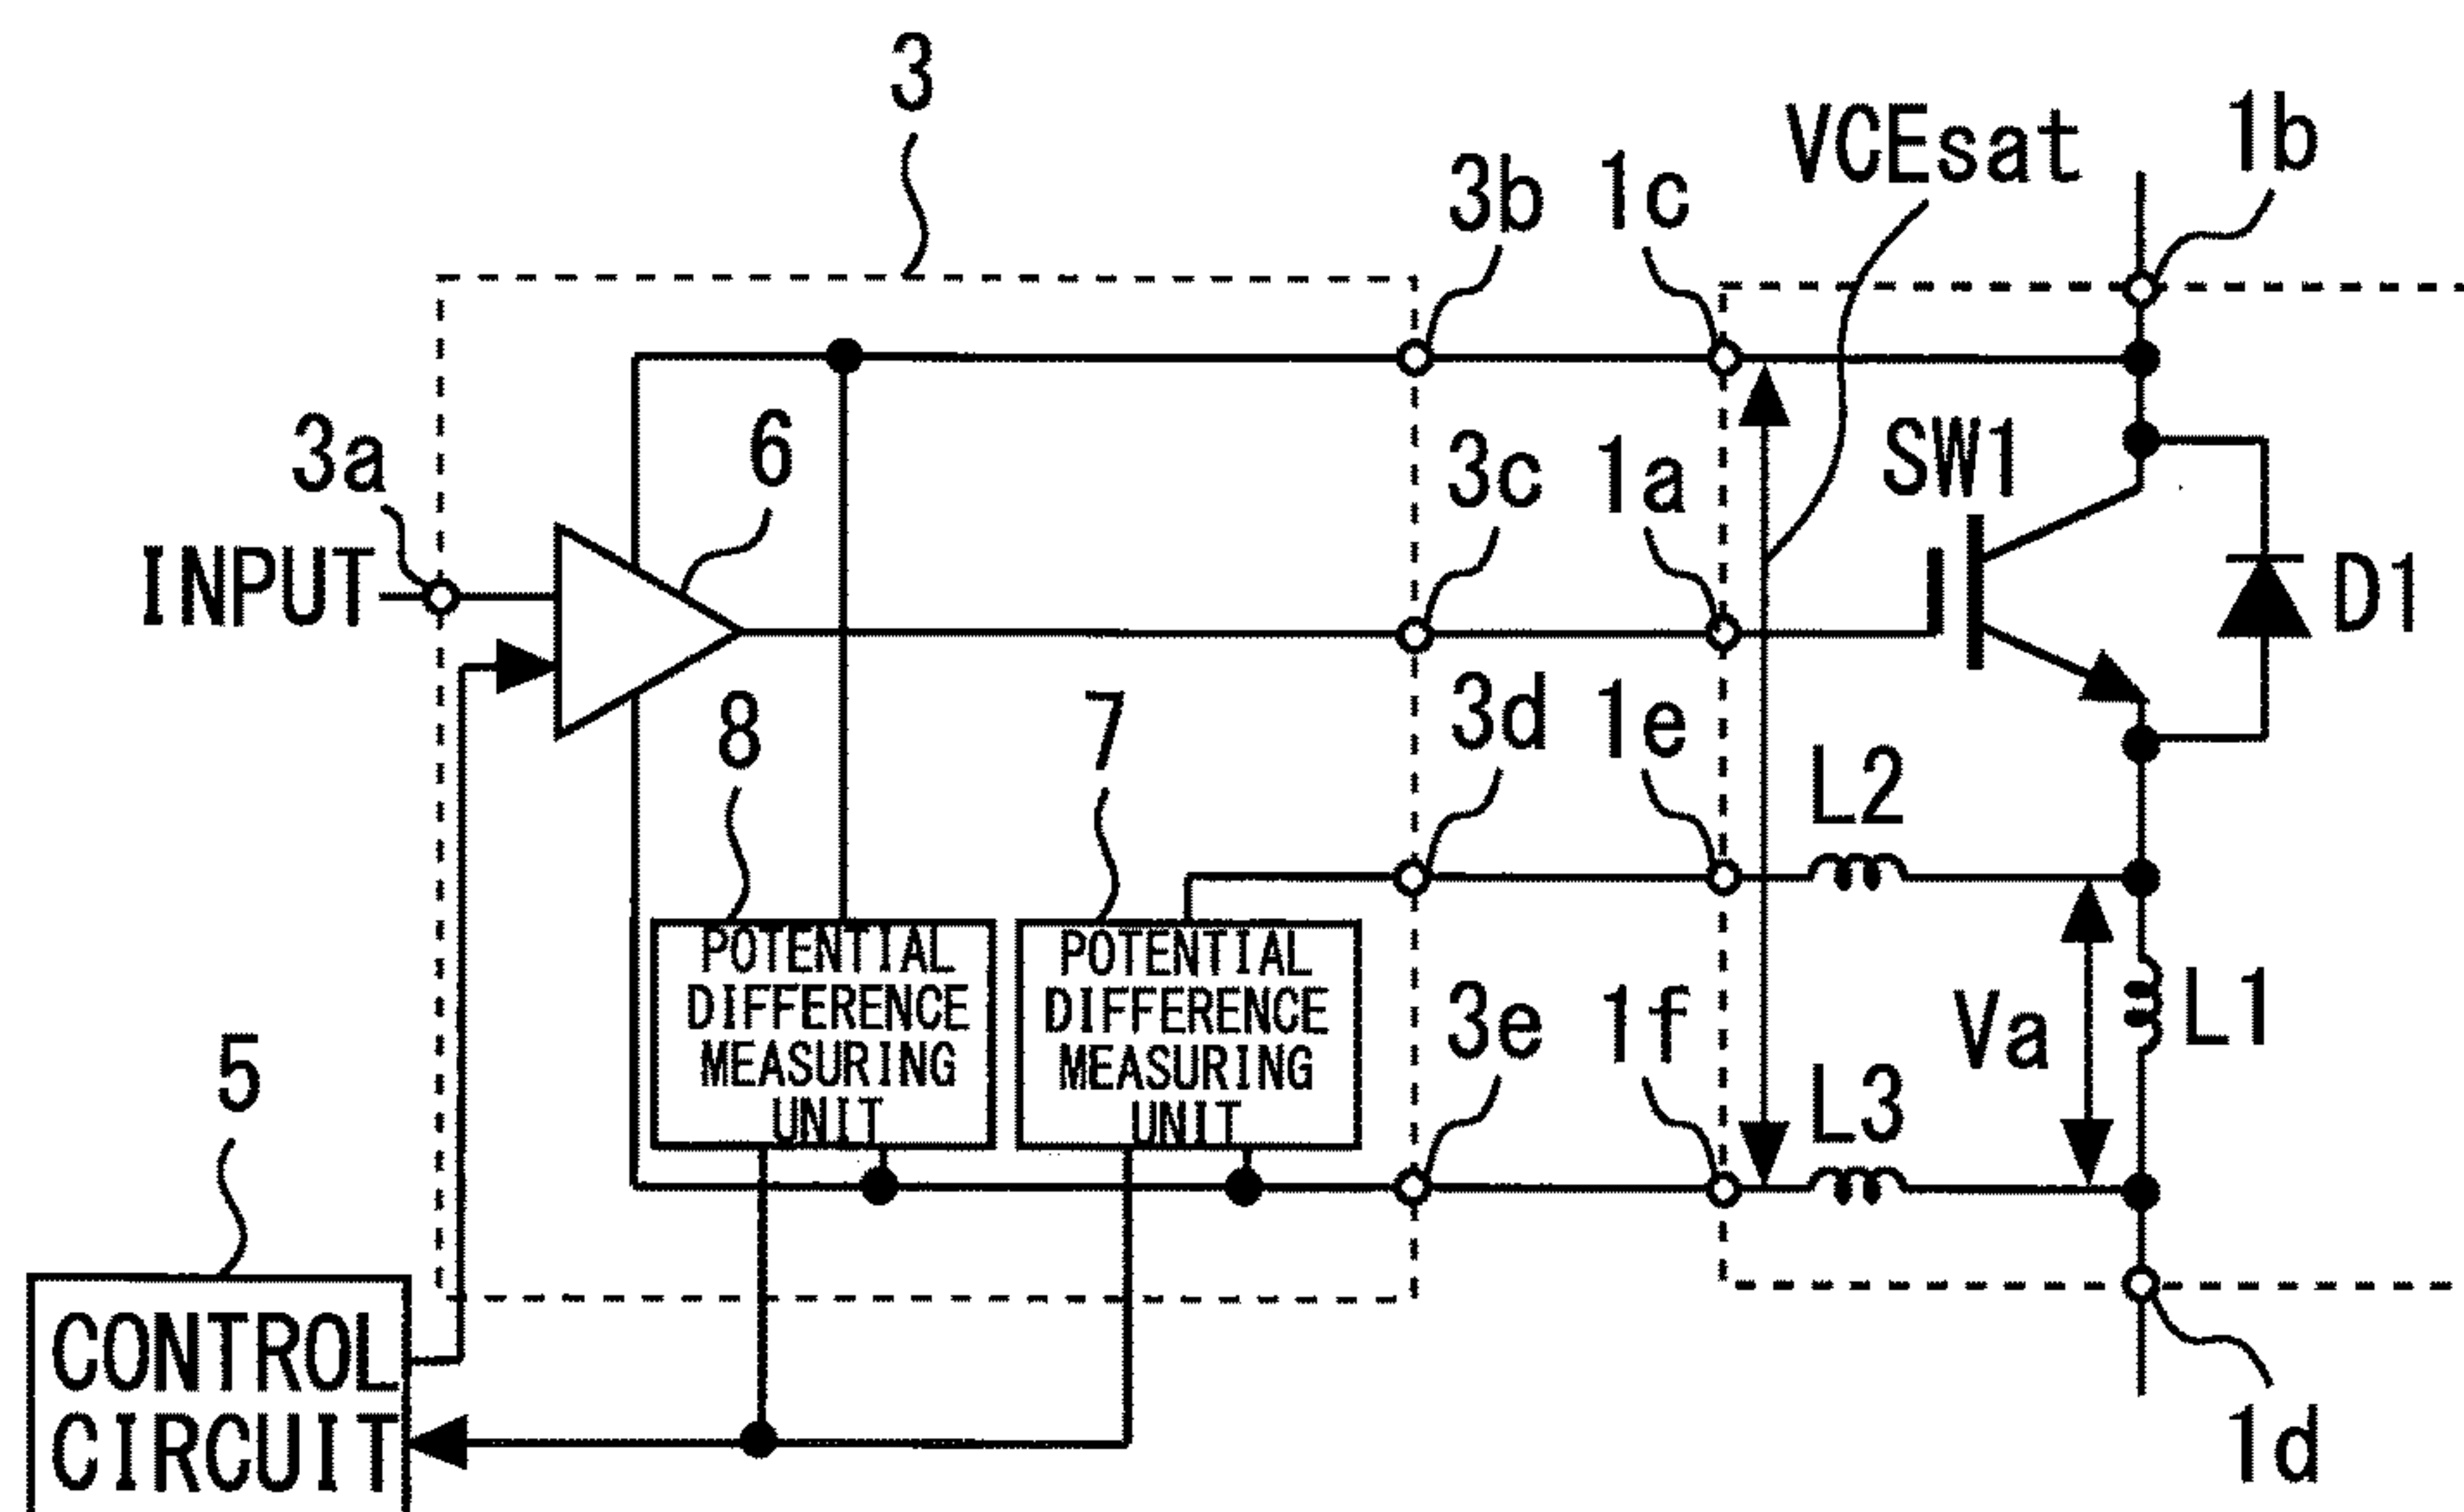 3
VCEsat
1b
3b
1c
3a
6
3c
1a
SW1
INPUT
D1
8
7
3d
1e
L2
POTENTIAL
DIFFERENCE
MEASURING
UNIT
POTENTIAL
DIFFERENCE
MEASURING
UNIT
5
3e
1f
Va
L1
L3
CONTROL
CIRCUIT
1d